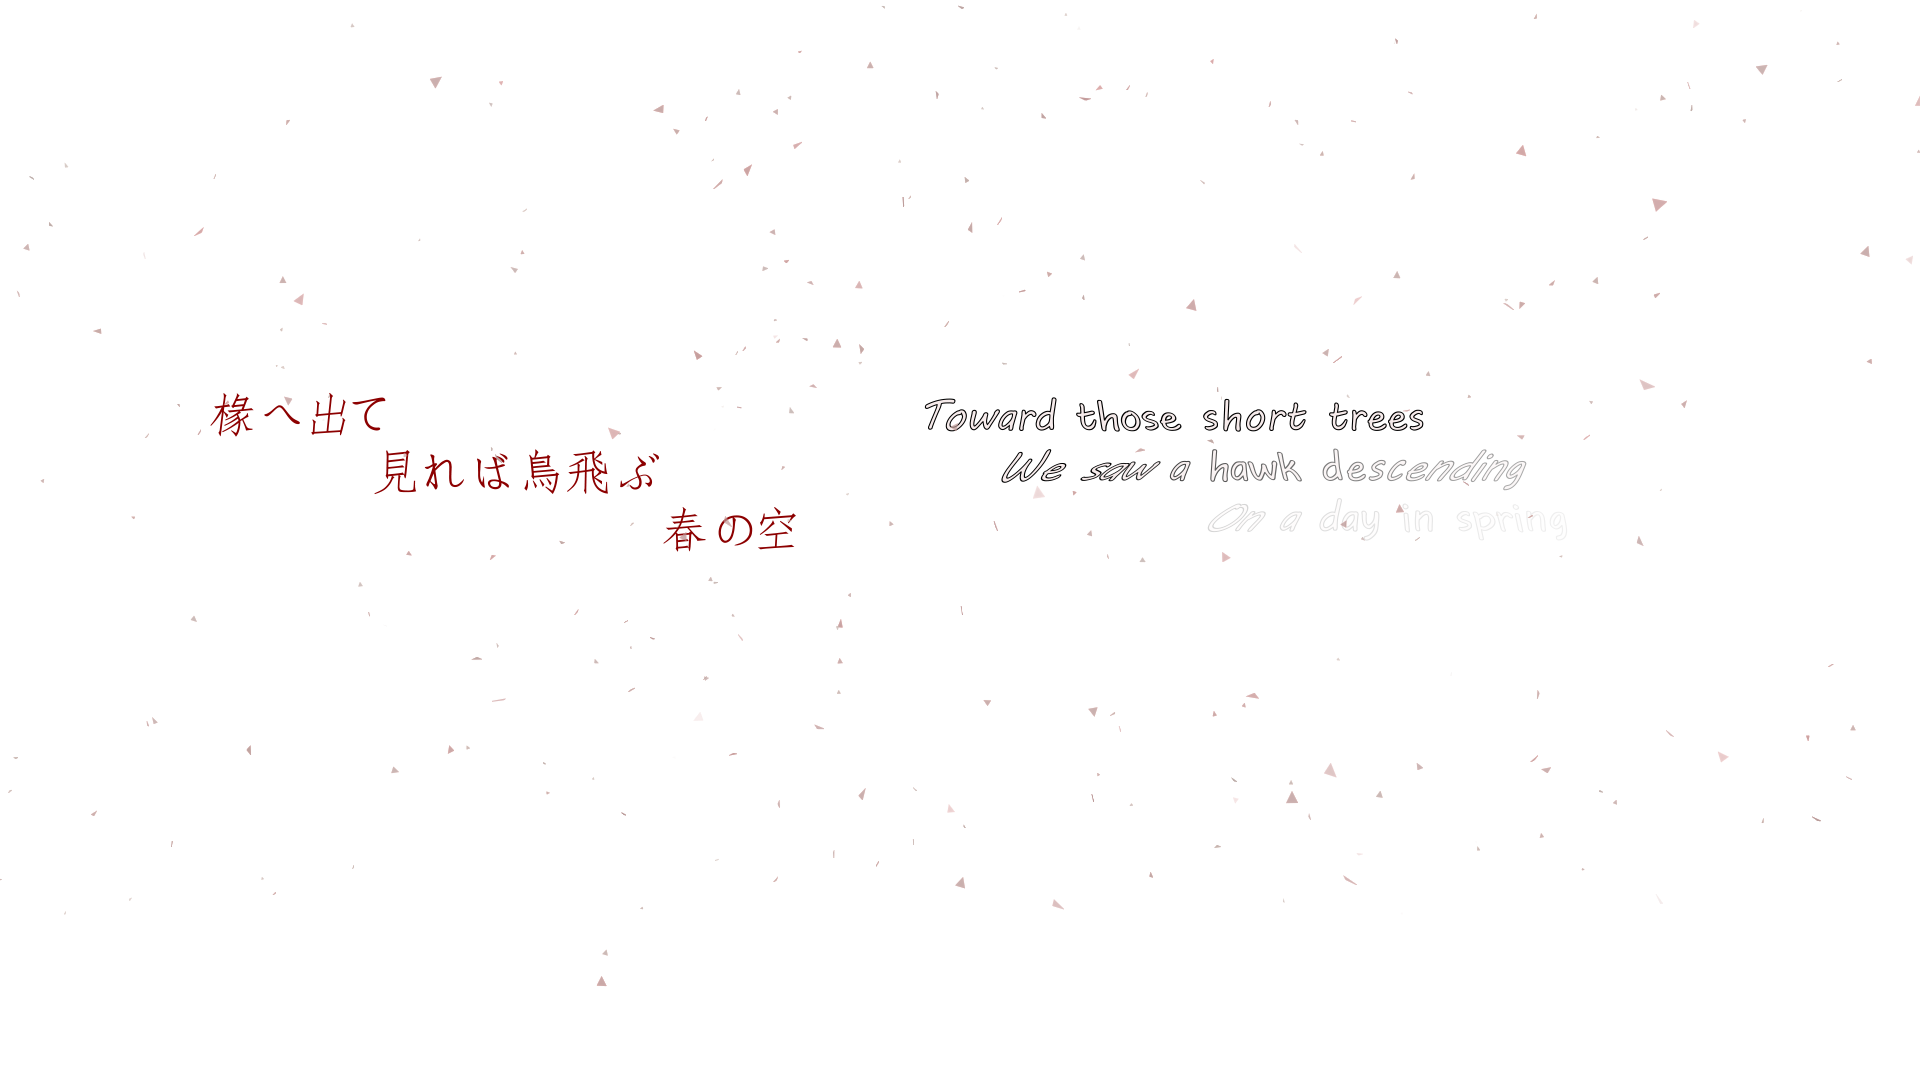 椽へ出て
見れば鳥飛ぶ
春の空
Toward those short trees
We saw a hawk descending
On a day in spring